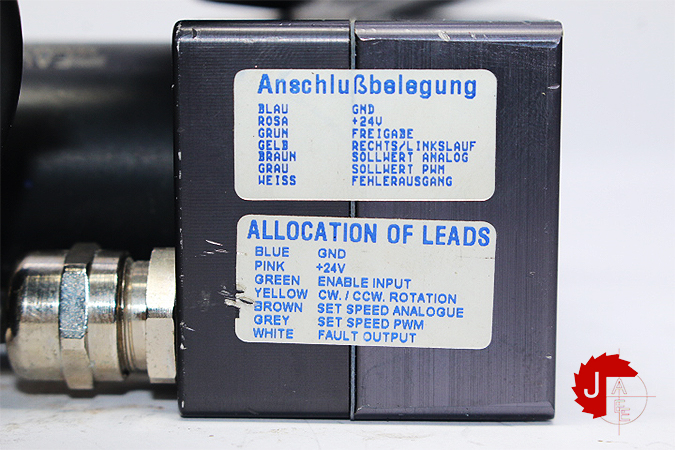 Anschlußbelegung
BLAU GND
ROSA +24V
GRUN FREIGABE
GELB RECHTS/LINKSLAUF
BRAUN SOLLWERT ANALOG
GRAU SOLLWERT PWM
WEISS FEHLERAUSGANG
ALLOCATION OF LEADS
BLUE GND
PINK +24V
GREEN ENABLE INPUT
YELLOW CW. / CCW. ROTATION
BROWN SET SPEED ANALOGUE
GREY SET SPEED PWM
WHITE FAULT OUTPUT
J